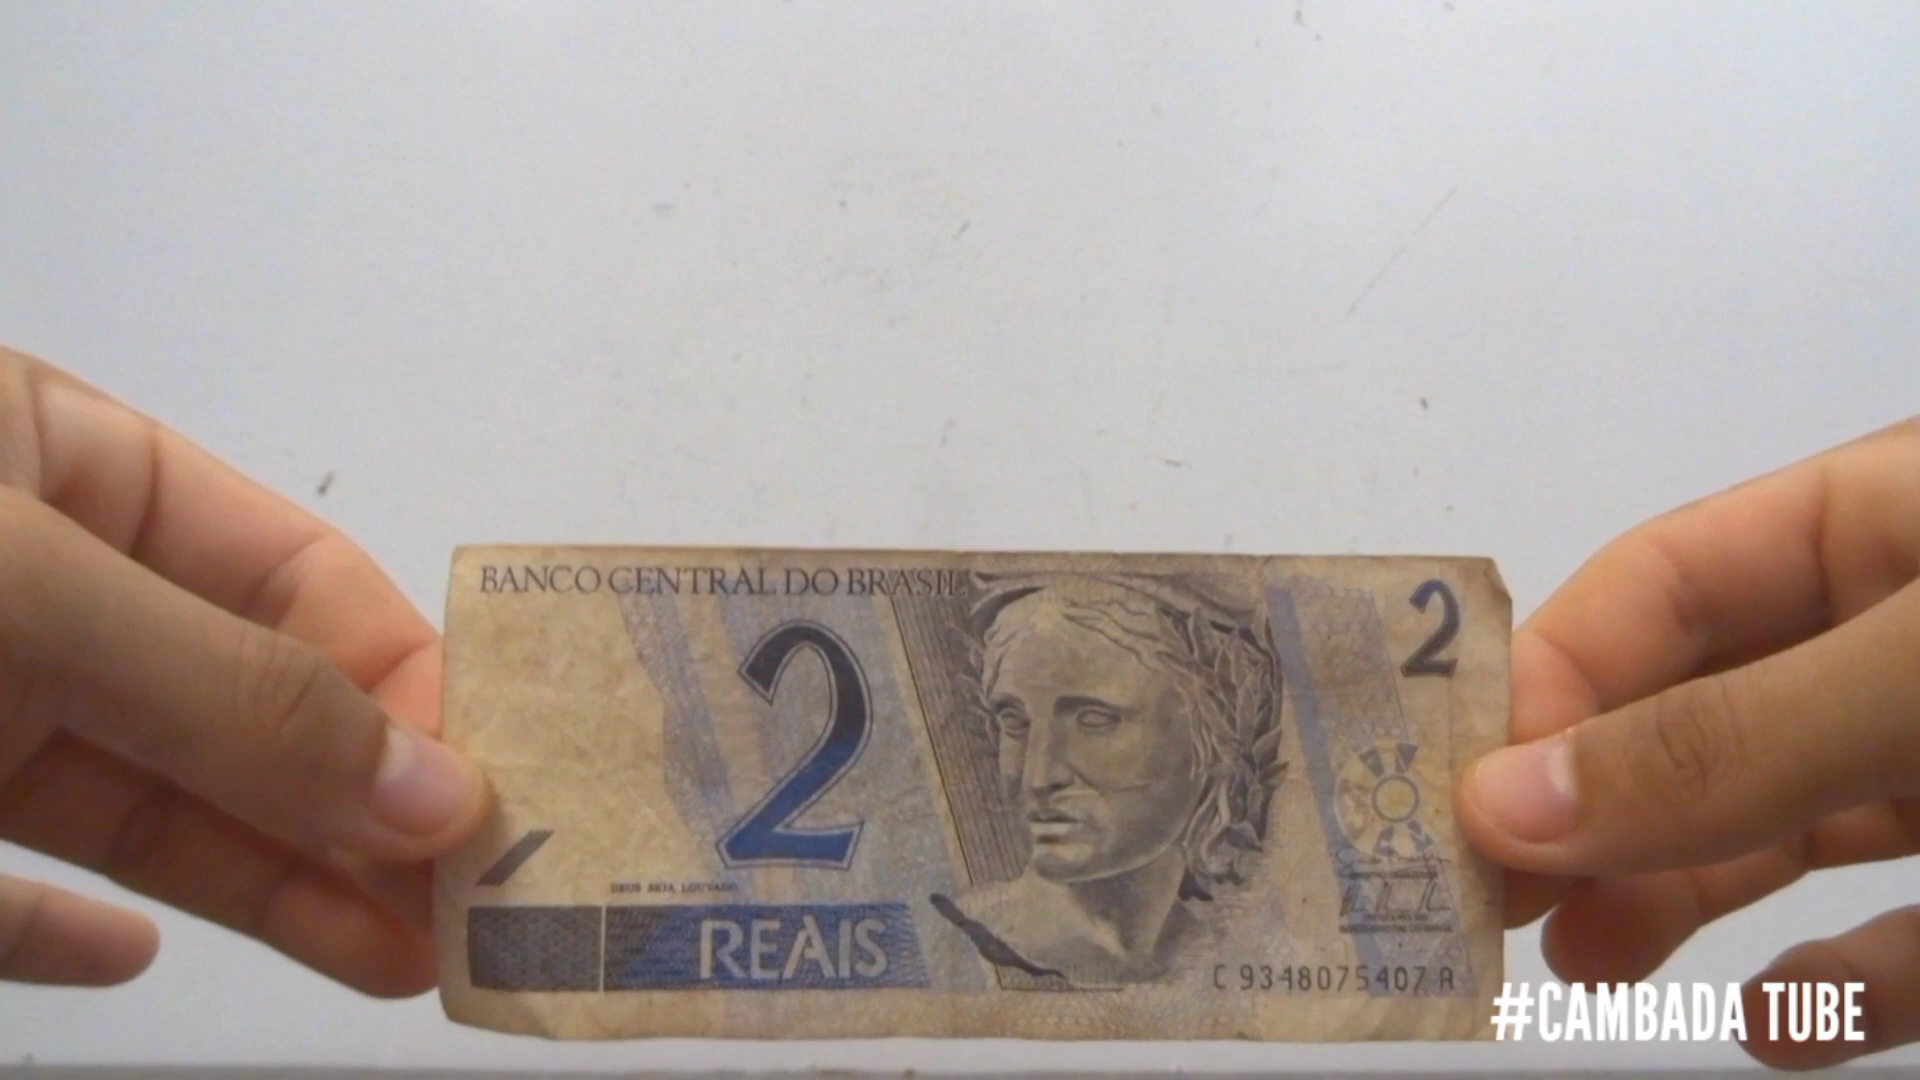 BANCO CENTRAL DO BRASIL
2
2
DEUS SEJA LOUVADO
REAIS
C 9348075407 A
#CAMBADA TUBE